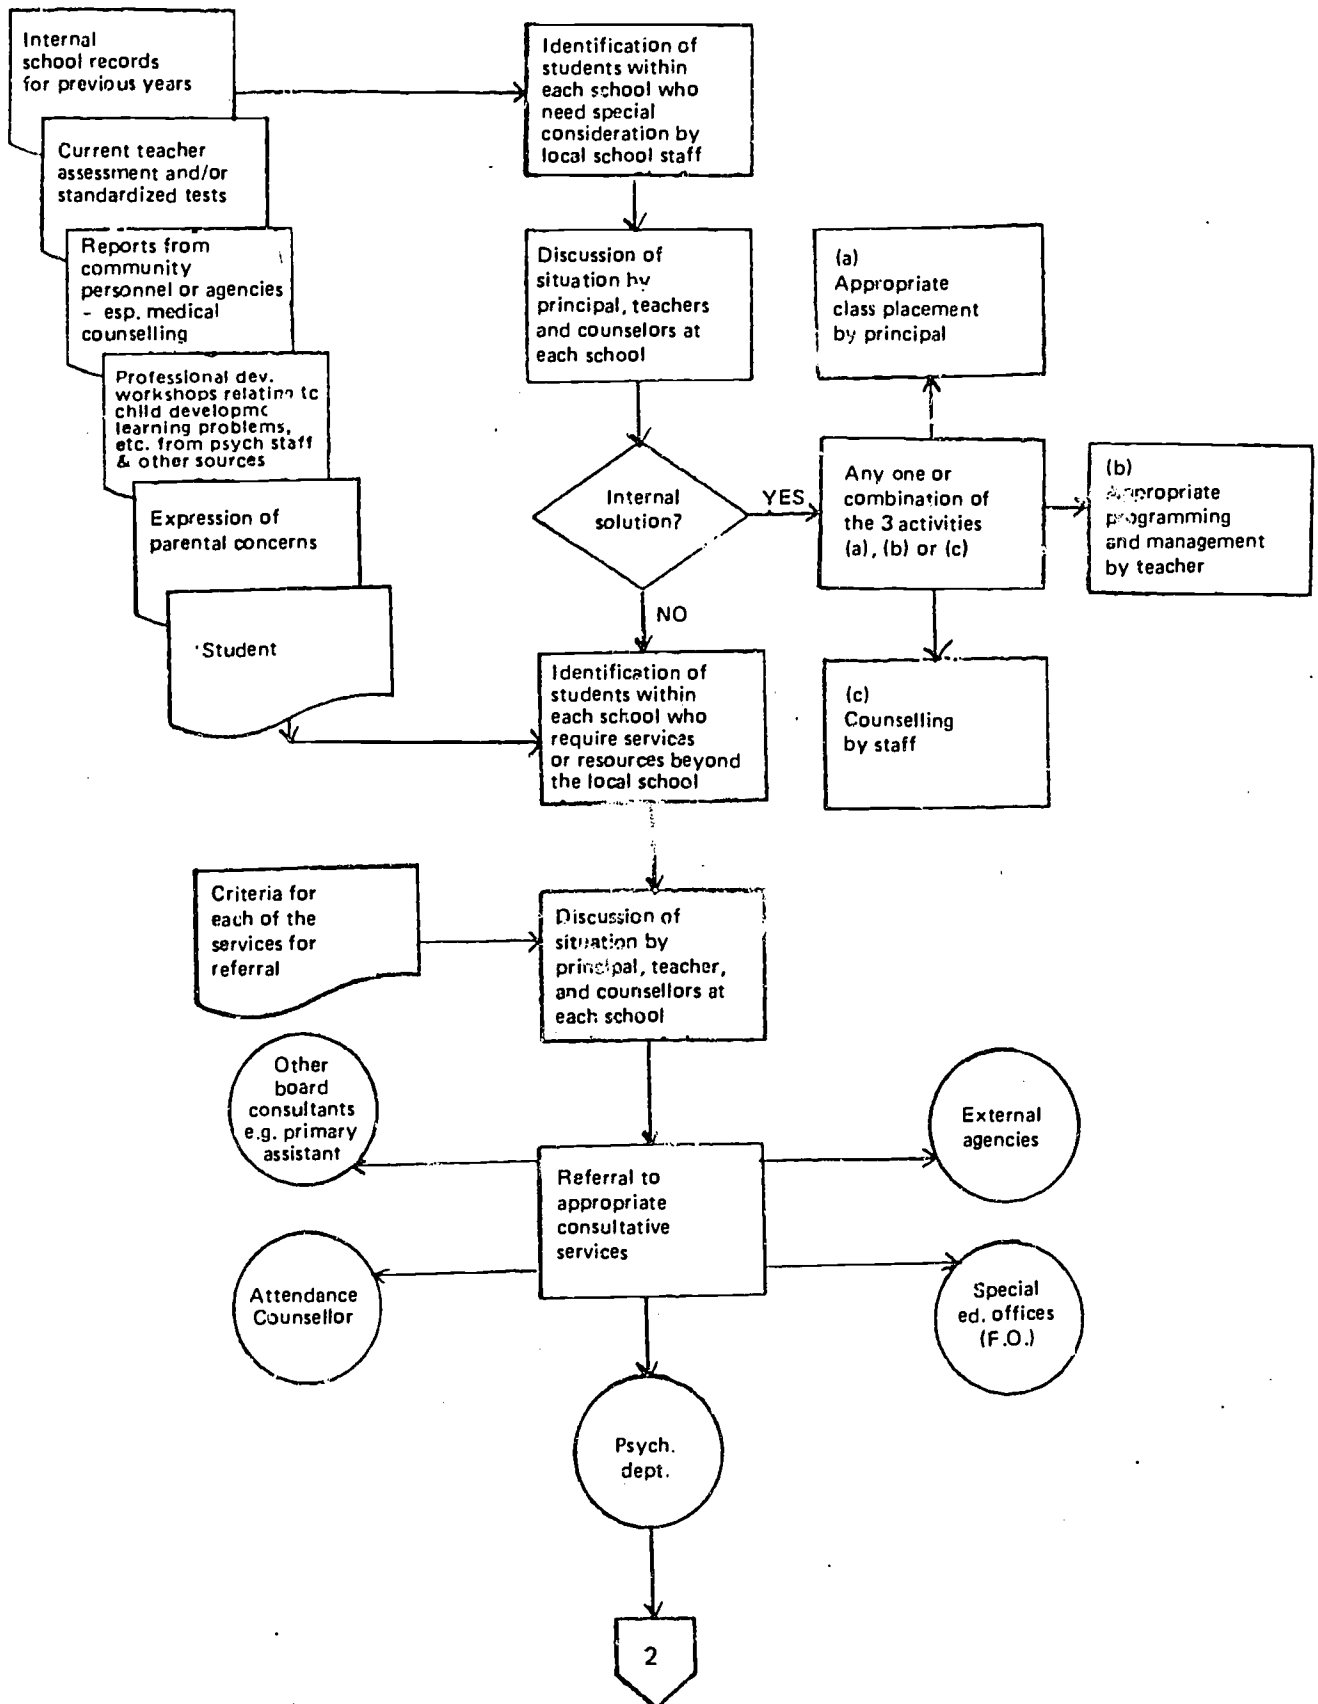 Internal
school records
for previous years
Current teacher
assessment and/or
standardized tests
Reports from
community
personnel or agencies
- esp. medical
counselling
Professional dev.
workshops relating to
child developmc
learning problems,
etc. from psych staff
& other sources
Expression of
parental concerns
Student
Identification of
students within
each school who
need special
consideration by
local school staff
Discussion of
situation by
principal, teachers
and counselors at
each school
Internal
solution?
YES
NO
Any one or
combination of
the 3 activities
(a), (b) or (c)
(a)
Appropriate
class placement
by principal
(b)
Appropriate
programming
and management
by teacher
(c)
Counselling
by staff
Identification of
students within
each school who
require services
or resources beyond
the local school
Criteria for
each of the
services for
referral
Discussion of
situation by
principal, teacher,
and counsellors at
each school
Other
board
consultants
e.g. primary
assistant
External
agencies
Referral to
appropriate
consultative
services
Attendance
Counsellor
Special
ed. offices
(F.O.)
Psych.
dept.
2